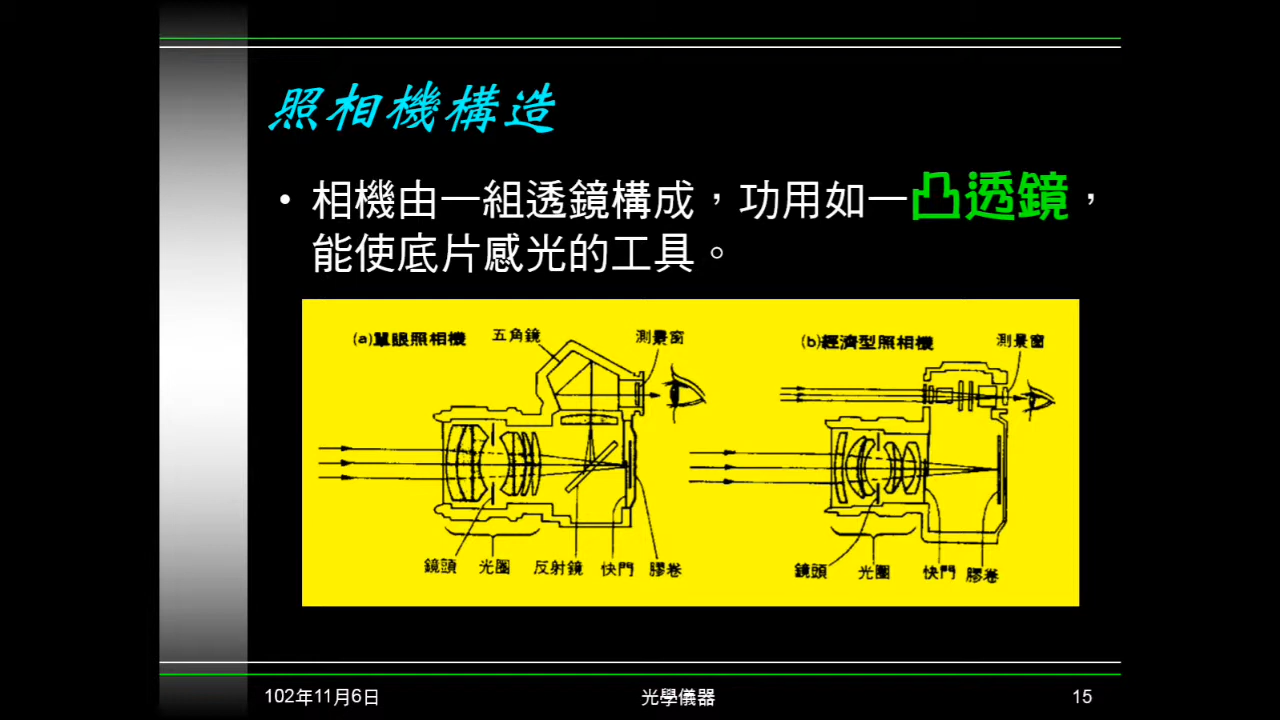 照相機構造
• 相機由一組透鏡構成，功用如一凸透鏡，
能使底片感光的工具。
(a)單眼照相機
五角鏡
測景窗
鏡頭
光圈
反射鏡
快門
膠卷
(b)經濟型照相機
測景窗
鏡頭
光圈
快門
膠卷
102年11月6日
光學儀器
15